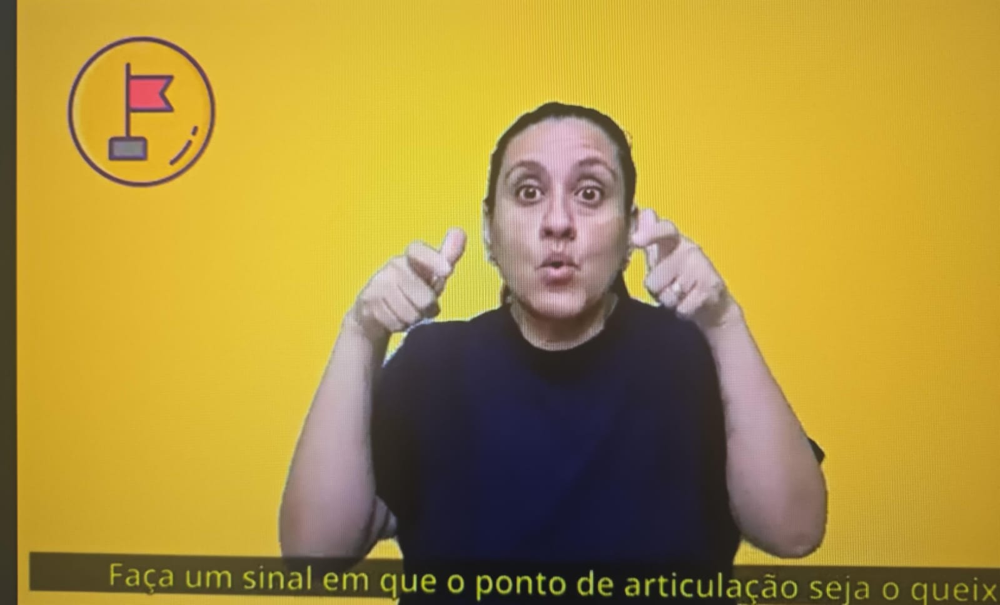 Faça um sinal em que o ponto de articulação seja o queix